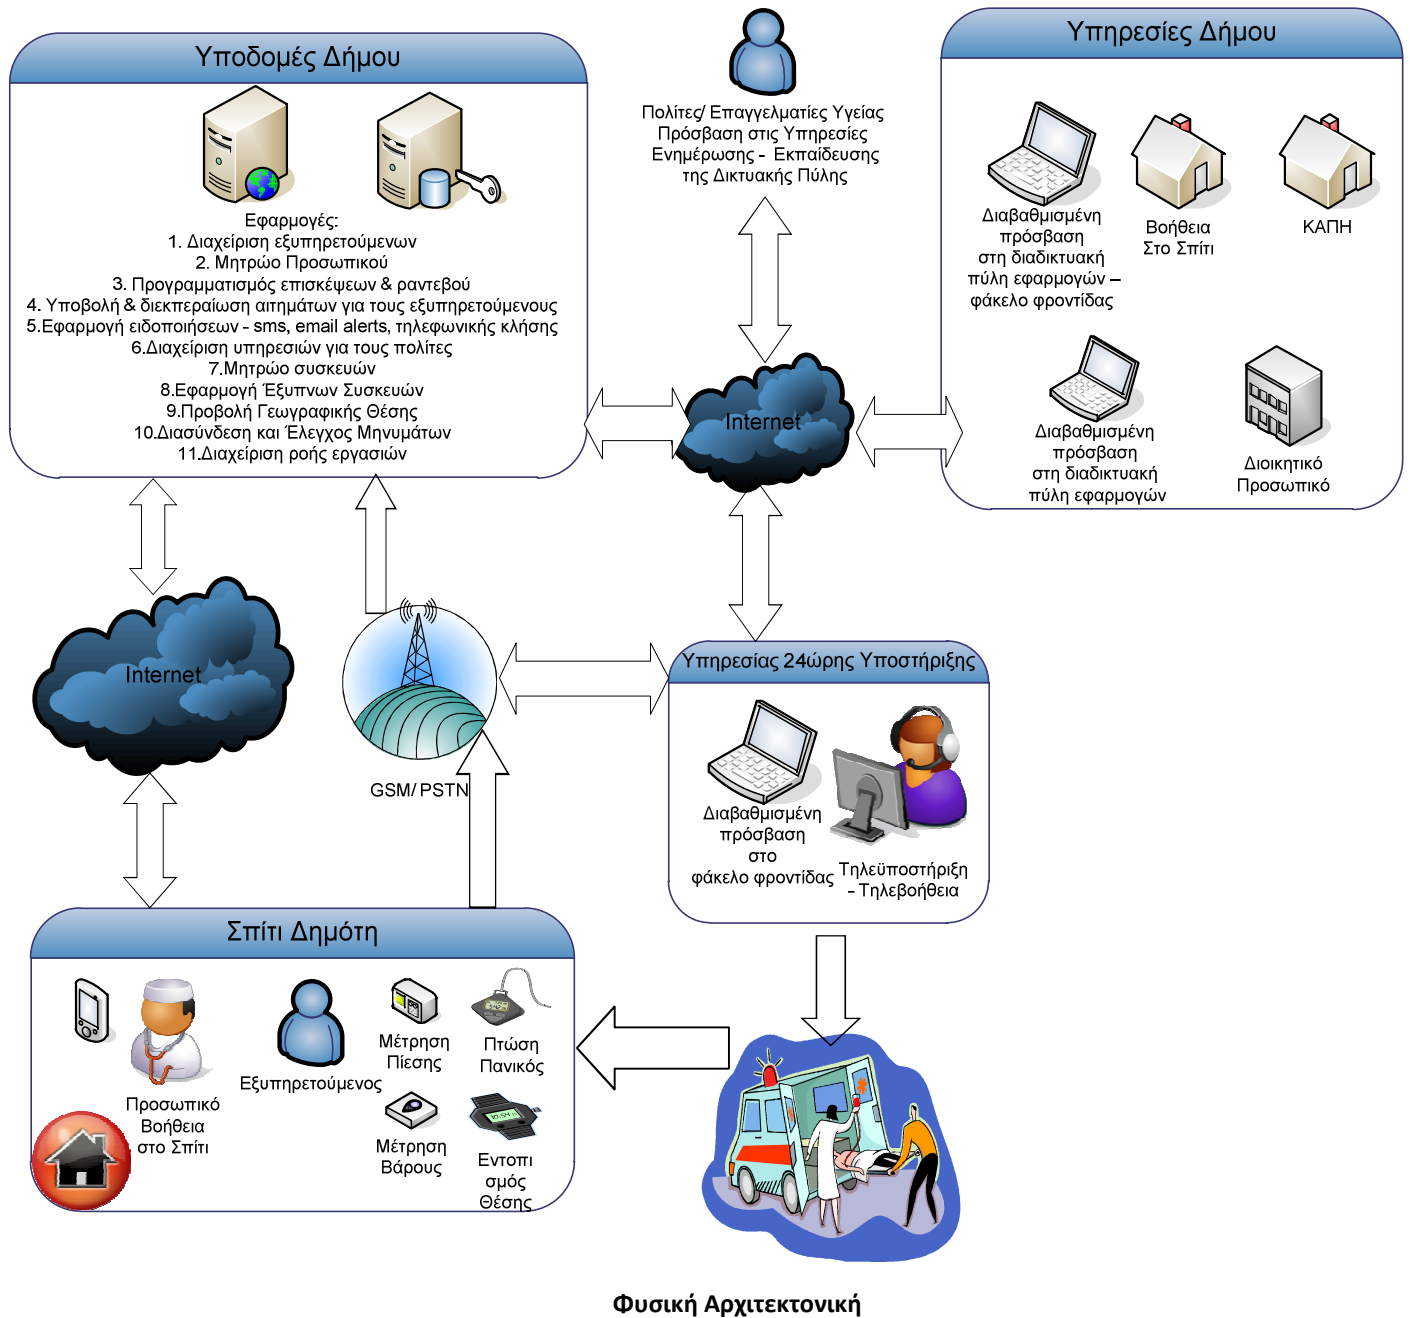 Υποδομές Δήμου
Εφαρμογές:
1. Διαχείριση εξυπηρετούμενων
2. Μητρώο Προσωπικού
3. Προγραμματισμός επισκέψεων & ραντεβού
4. Υποβολή & διεκπεραίωση αιτημάτων για τους εξυπηρετούμενους
5.Εφαρμογή ειδοποιήσεων - sms, email alerts, τηλεφωνικής κλήσης
6.Διαχείριση υπηρεσιών για τους πολίτες
7.Μητρώο συσκευών
8.Εφαρμογή Έξυπνων Συσκευών
9.Προβολή Γεωγραφικής Θέσης
10.Διασύνδεση και Έλεγχος Μηνυμάτων
11.Διαχείριση ροής εργασιών
Πολίτες/ Επαγγελματίες Υγείας
Πρόσβαση στις Υπηρεσίες
Ενημέρωσης - Εκπαίδευσης
της Δικτυακής Πύλης
Υπηρεσίες Δήμου
Διαβαθμισμένη
πρόσβαση
στη διαδικτυακή
πύλη εφαρμογών –
φάκελο φροντίδας
Βοήθεια
Στο Σπίτι
ΚΑΠΗ
Διαβαθμισμένη
πρόσβαση
στη διαδικτυακή
πύλη εφαρμογών
Διοικητικό
Προσωπικό
Internet
Internet
GSM/ PSTN
Υπηρεσίας 24ώρης Υποστήριξης
Διαβαθμισμένη
πρόσβαση
στο
φάκελο φροντίδας
Τηλεϋποστήριξη
- Τηλεβοήθεια
Σπίτι Δημότη
Προσωπικό
Βοήθεια
στο Σπίτι
Εξυπηρετούμενος
Μέτρηση
Πίεσης
Πτώση
Πανικός
Μέτρηση
Βάρους
10:54
Εντοπι
σμός
Θέσης
Φυσική Αρχιτεκτονική